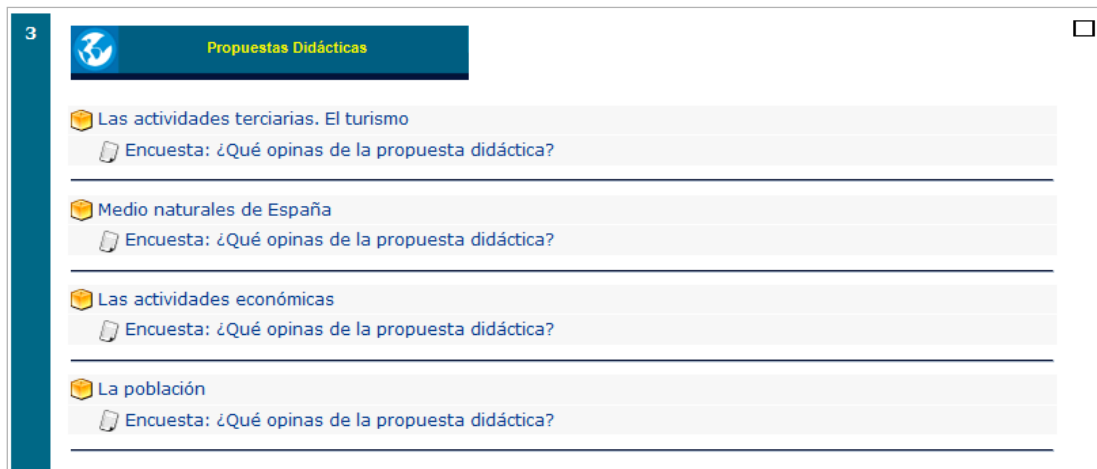 3
Propuestas Didácticas
Las actividades terciarias. El turismo
Encuesta: ¿Qué opinas de la propuesta didáctica?
Medio naturales de España
Encuesta: ¿Qué opinas de la propuesta didáctica?
Las actividades económicas
Encuesta: ¿Qué opinas de la propuesta didáctica?
La población
Encuesta: ¿Qué opinas de la propuesta didáctica?